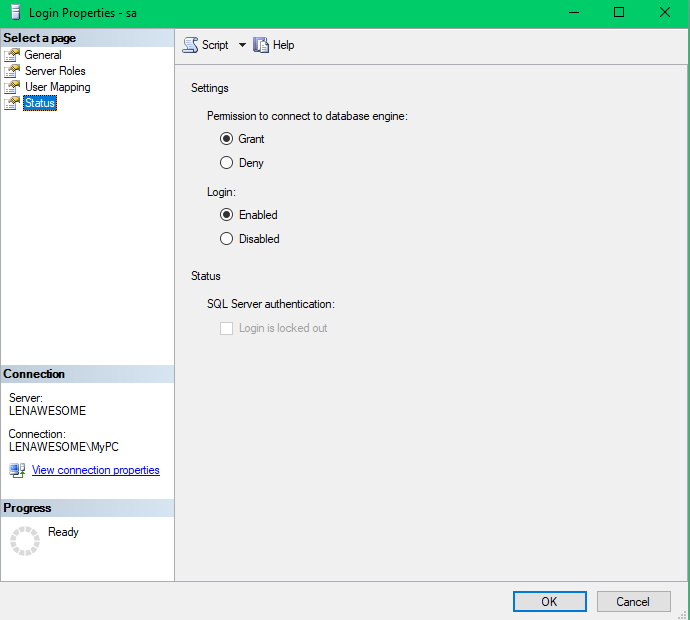 Login Properties - sa
Select a page
General
Server Roles
User Mapping
Status
Script
Help
Settings
Permission to connect to database engine:
Grant
Deny
Login:
Enabled
Disabled
Status
SQL Server authentication:
Login is locked out
Connection
Server:
LENAWESOME
Connection:
LENAWESOME\MyPC
View connection properties
Progress
Ready
OK
Cancel